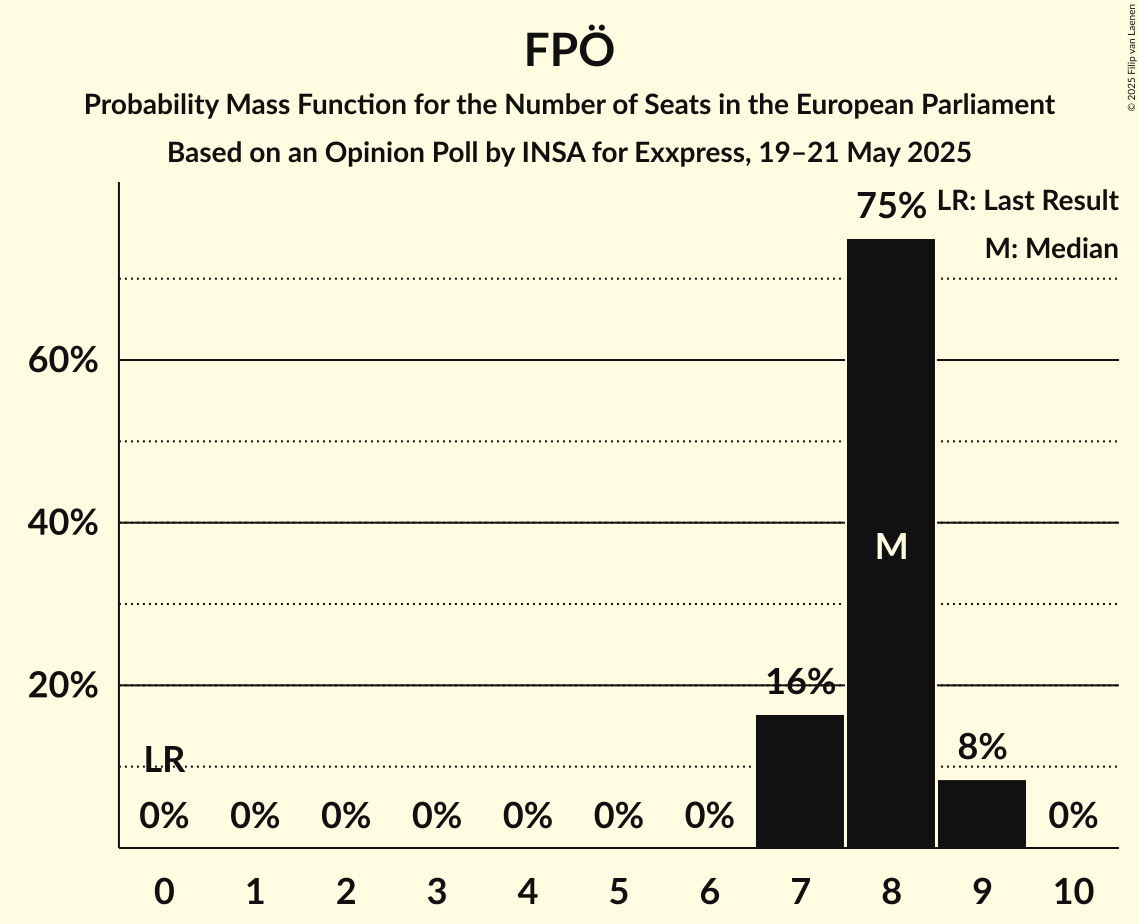 FPÖ
Probability Mass Function for the Number of Seats in the European Parliament
Based on an Opinion Poll by INSA for Exxpress, 19–21 May 2025
© 2025 Filip van Laenen
LR: Last Result
M: Median
75%
60%
40%
M
20%
16%
LR
8%
0% 0% 0% 0% 0% 0% 0% 0%
0 1 2 3 4 5 6 7 8 9 10